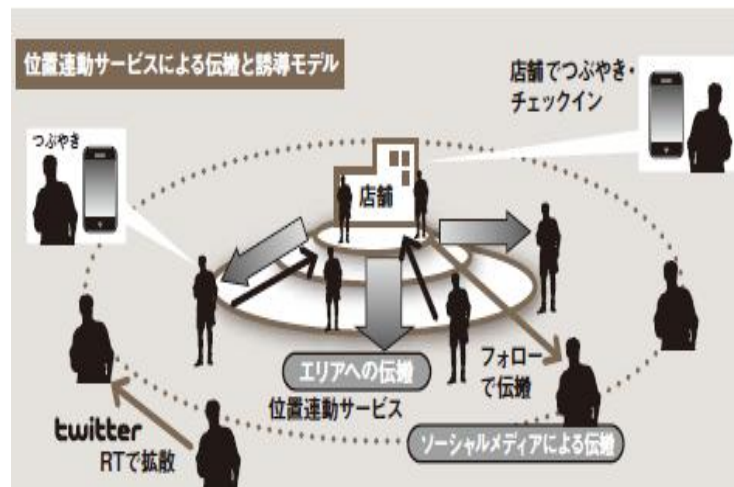 位置連動サービスによる伝搬と誘導モデル
店舗でつぶやき・
チェックイン
つぶやき
店舗
エリアへの伝搬
位置連動サービス
フォロー
で伝搬
twitter
RTで拡散
ソーシャルメディアによる伝搬